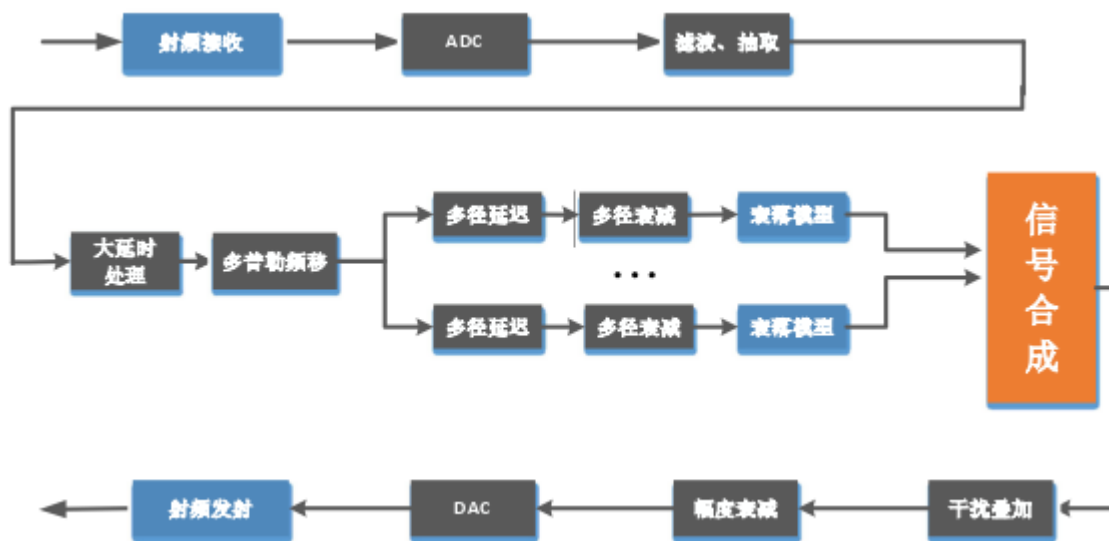 射频接收
ADC
滤波、抽取
大延时
处理
多普勒频移
多径延迟
多径衰减
衰落模型
...
多径延迟
多径衰减
衰落模型
信
号
合
成
射频发射
DAC
幅度衰减
干扰叠加